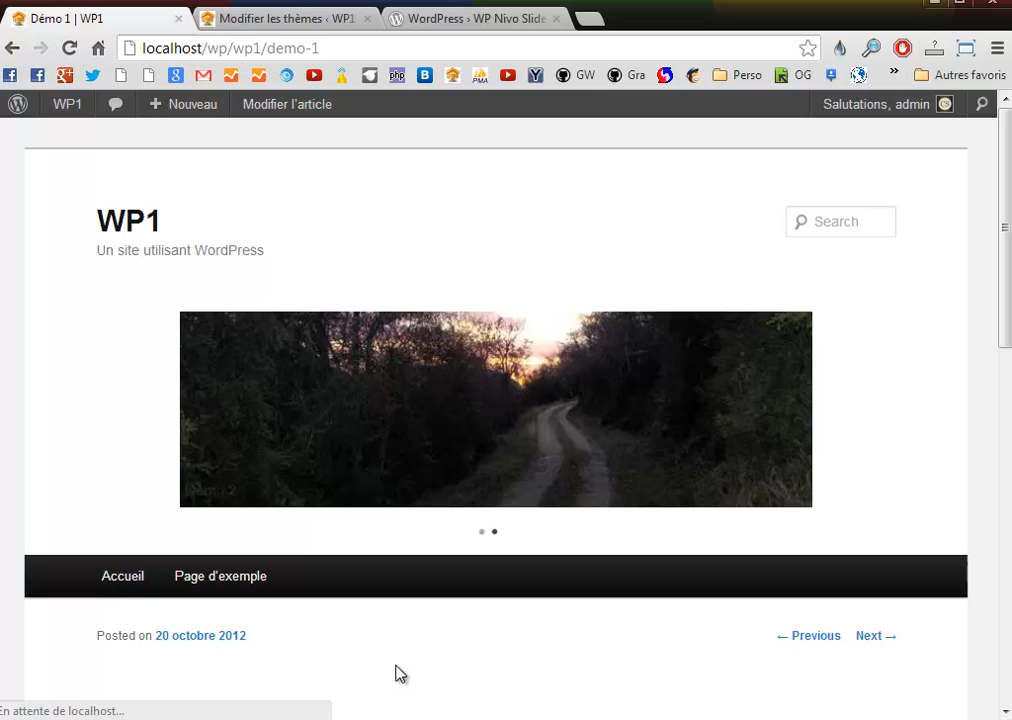 Démo 1 | WP1
Modifier les thèmes ‹ WP1
WordPress › WP Nivo Slide
localhost/wp/wp1/demo-1
php
GW
Gra
PMA
Perso
OG
»
Autres favoris
WP1
Nouveau
Modifier l'article
Salutations, admin
WP1
Search
Un site utilisant WordPress
Accueil
Page d'exemple
Posted on 20 octobre 2012
← Previous
Next →
En attente de localhost...